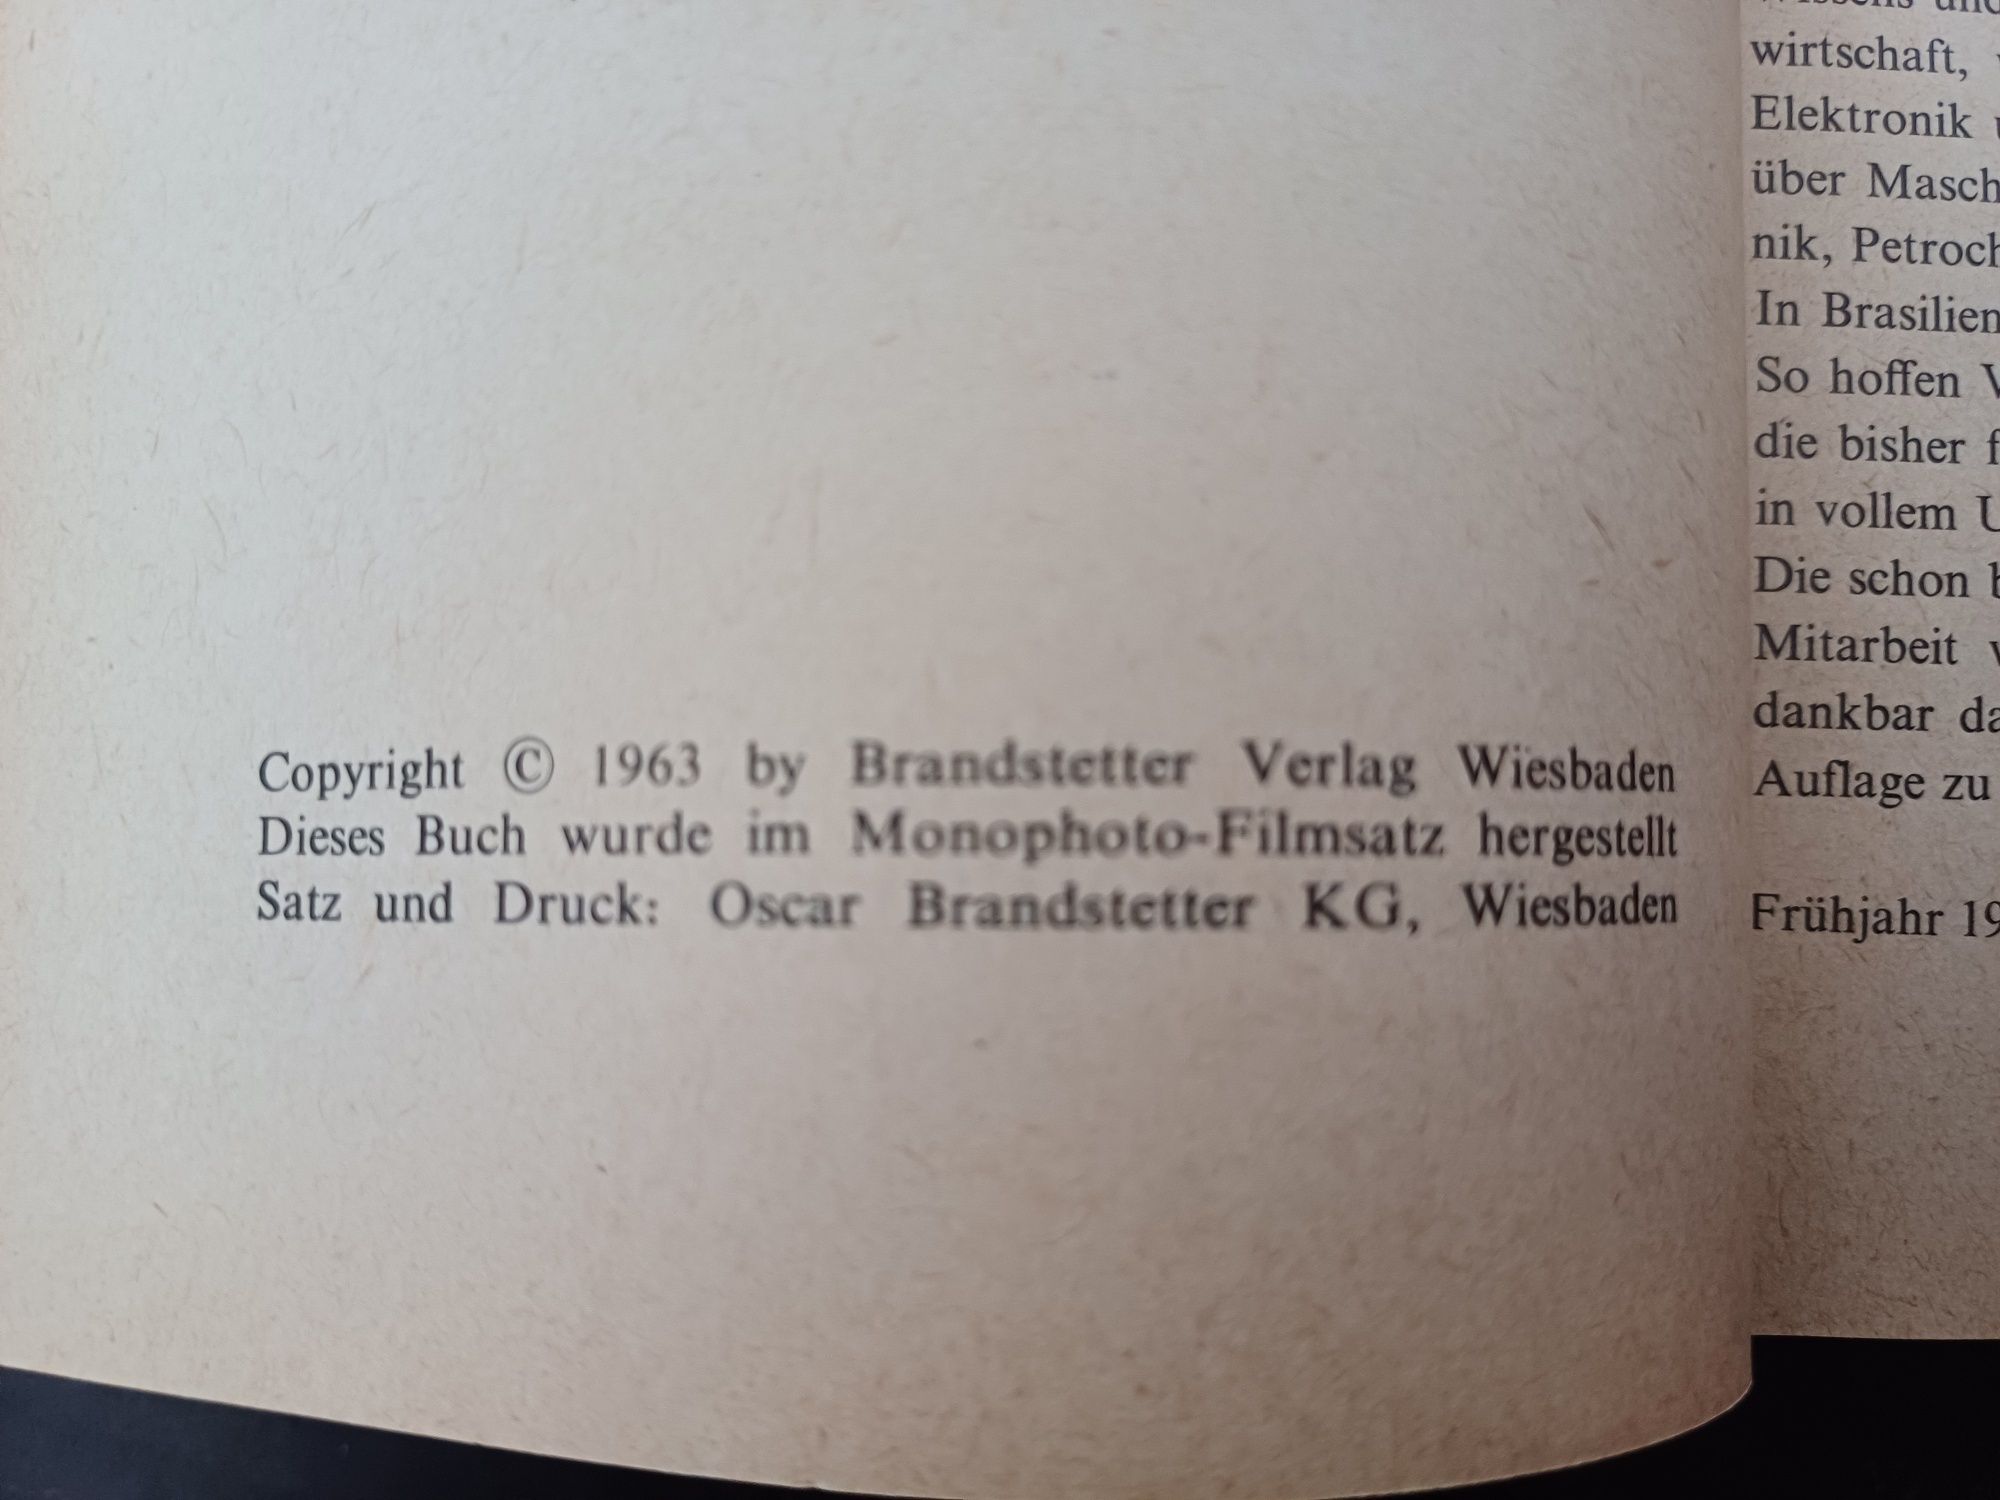 Copyright © 1963 by Brandstetter Verlag Wiesbaden
Dieses Buch wurde im Monophoto-Filmsatz hergestellt
Satz und Druck: Oscar Brandstetter KG, Wiesbaden
wirtschaft,
Elektronik
über
nik,
In Brasilien
So hoffen
die bisher
in vollem
Die schon
Mitarbeit
dankbar
Auflage zu
Frühjahr